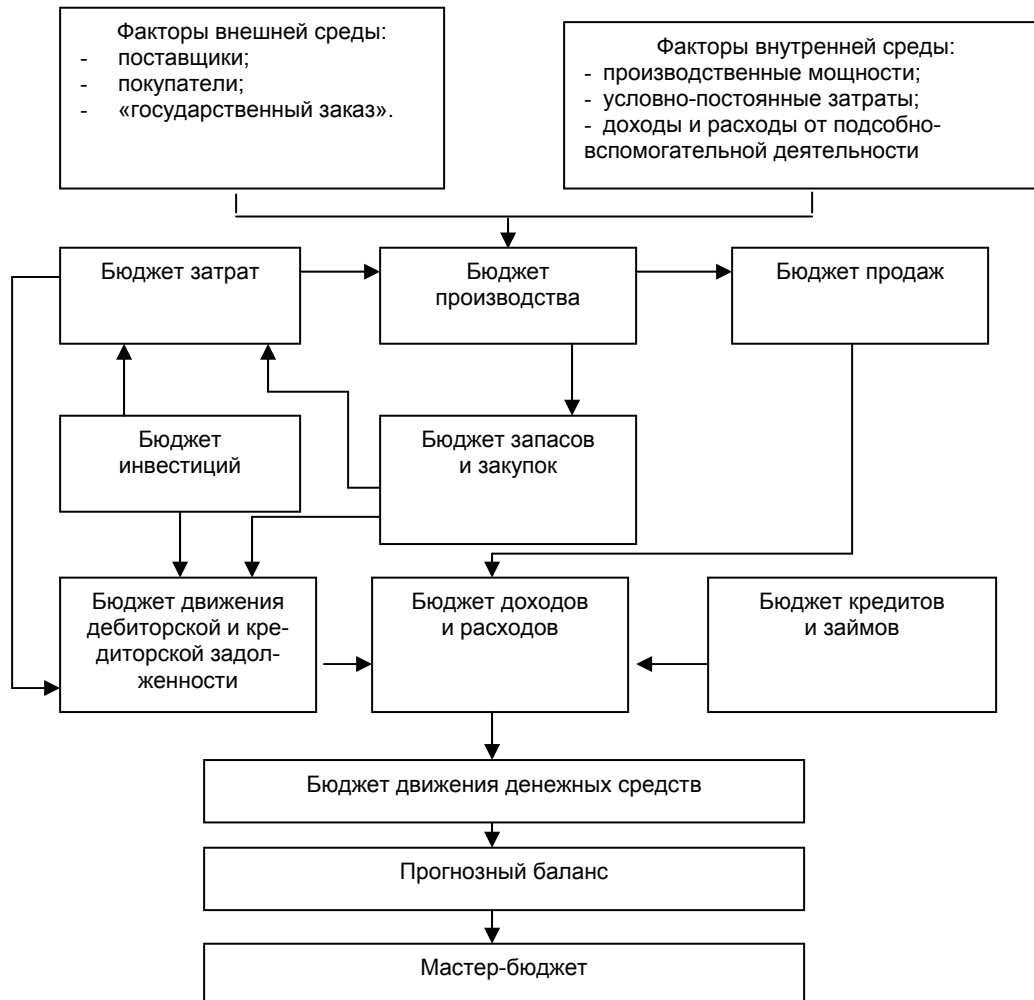 Факторы внешней среды:
- поставщики;
- покупатели;
- «государственный заказ».
Факторы внутренней среды:
- производственные мощности;
- условно-постоянные затраты;
- доходы и расходы от подсобно-
вспомогательной деятельности
Бюджет затрат
Бюджет
производства
Бюджет продаж
Бюджет
инвестиций
Бюджет запасов
и закупок
Бюджет движения
дебиторской и кре-
диторской задол-
женности
Бюджет доходов
и расходов
Бюджет кредитов
и займов
Бюджет движения денежных средств
Прогнозный баланс
Мастер-бюджет